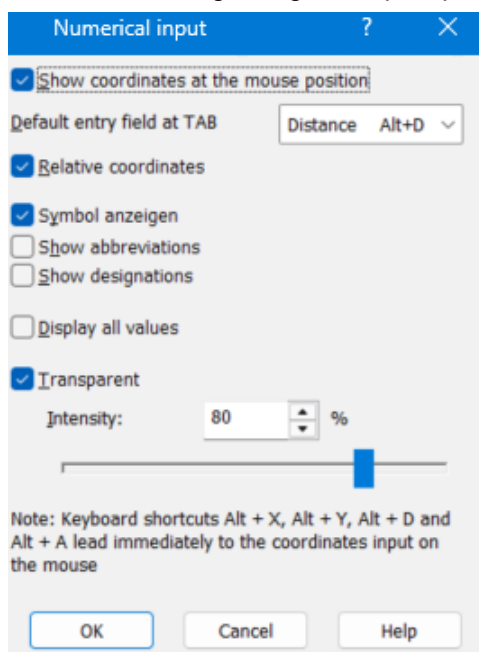 Numerical input ?
Show coordinates at the mouse position
Default entry field at TAB Distance Alt+D
Relative coordinates
Symbol anzeigen
Show abbreviations
Show designations
Display all values
Transparent
Intensity: 80 %
Note: Keyboard shortcuts Alt + X, Alt + Y, Alt + D and
Alt + A lead immediately to the coordinates input on
the mouse
OK Cancel Help